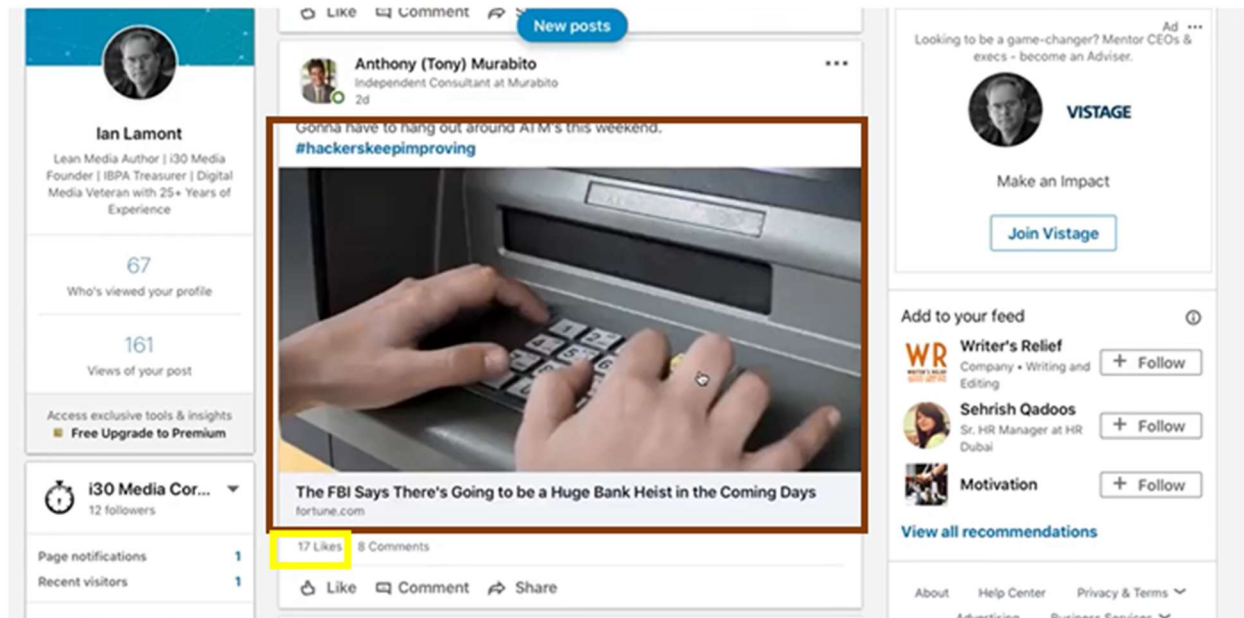 Like Comment
New posts
Ian Lamont
Lean Media Author | i30 Media
Founder | IBPA Treasurer | Digital
Media Veteran with 25+ Years of
Experience
67
Who's viewed your profile
161
Views of your post
Access exclusive tools & insights
Free Upgrade to Premium
i30 Media Cor...
12 followers
Page notifications 1
Recent visitors 1
Anthony (Tony) Murabito
Independent Consultant at Murabito
2d
Gonna have to hang out around ATM's this weekend.
#hackerskeepimproving
The FBI Says There's Going to be a Huge Bank Heist in the Coming Days
fortune.com
17 Likes 8 Comments
Like Comment Share
Ad
Looking to be a game-changer? Mentor CEOs &
execs - become an Adviser.
VISTAGE
Make an Impact
Join Vistage
Add to your feed
WR
Writer's Relief
Company • Writing and
Editing
+ Follow
Sehrish Qadoos
Sr. HR Manager at HR
Dubai
+ Follow
Motivation
+ Follow
View all recommendations
About Help Center Privacy & Terms
Advertising Business Services